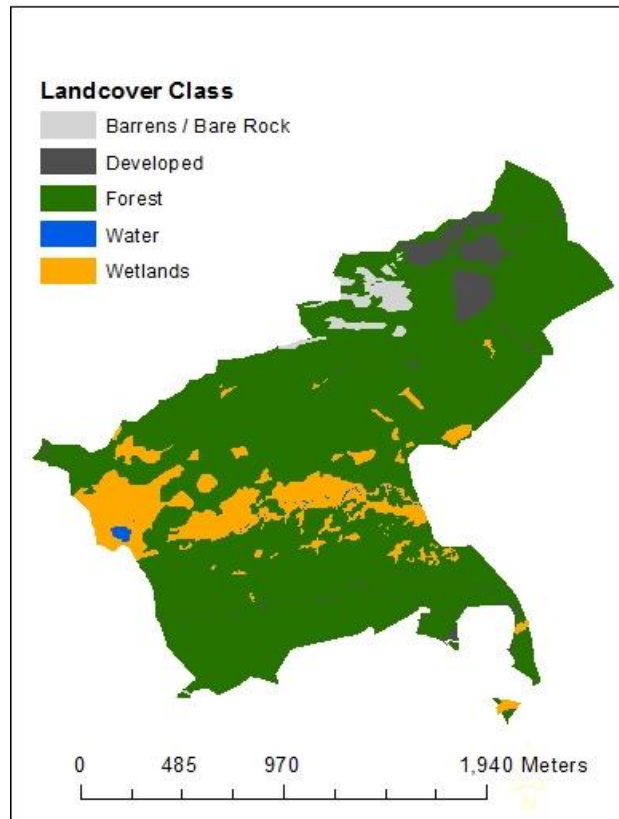 Landcover Class
Barrens / Bare Rock
Developed
Forest
Water
Wetlands
0 485 970 1,940 Meters